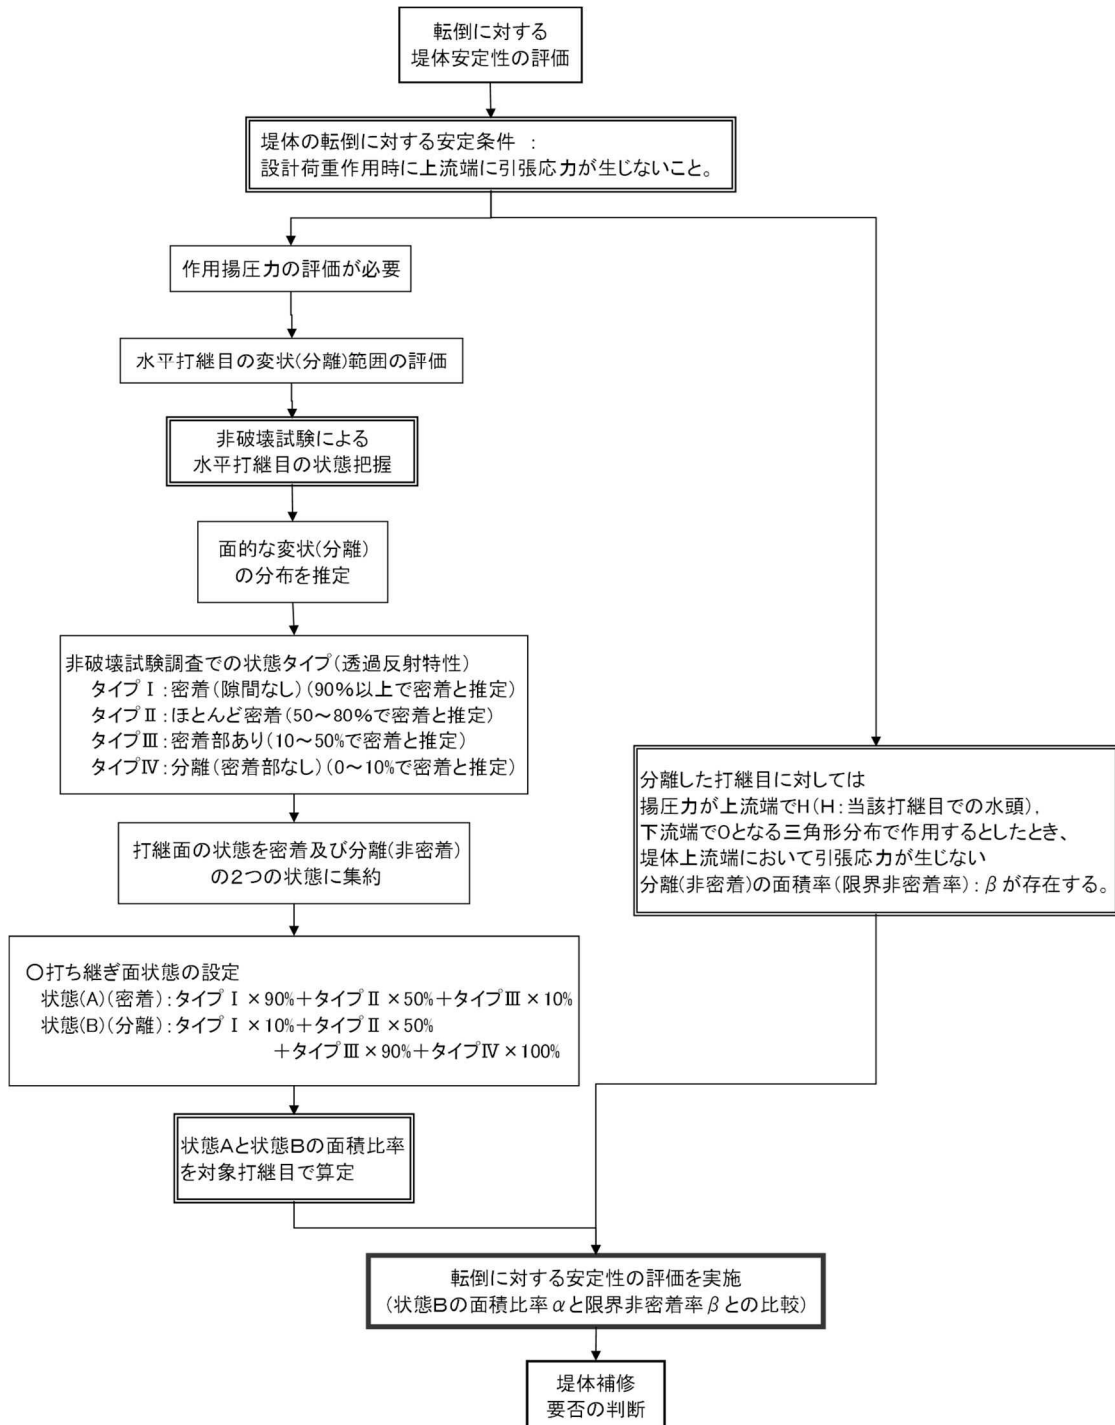 転倒に対する
堤体安定性の評価
堤体の転倒に対する安定条件 :
設計荷重作用時に上流端に引張応力が生じないこと。
作用揚圧力の評価が必要
水平打継目の変状(分離)範囲の評価
非破壊試験による
水平打継目の状態把握
面的な変状(分離)
の分布を推定
非破壊試験調査での状態タイプ(透過反射特性)
タイプⅠ:密着(隙間なし)(90%以上で密着と推定)
タイプⅡ:ほとんど密着(50~80%で密着と推定)
タイプⅢ:密着部あり(10~50%で密着と推定)
タイプⅣ:分離(密着部なし)(0~10%で密着と推定)
打継面の状態を密着及び分離(非密着)
の2つの状態に集約
〇打ち継ぎ面状態の設定
状態(A)(密着):タイプⅠ×90%+タイプⅡ×50%+タイプⅢ×10%
状態(B)(分離):タイプⅠ×10%+タイプⅡ×50%
+タイプⅢ×90%+タイプⅣ×100%
状態Aと状態Bの面積比率
を対象打継目で算定
分離した打継目に対しては
揚圧力が上流端でH(H:当該打継目での水頭),
下流端で0となる三角形分布で作用するとしたとき、
堤体上流端において引張応力が生じない
分離(非密着)の面積率(限界非密着率):βが存在する。
転倒に対する安定性の評価を実施
(状態Bの面積比率αと限界非密着率βとの比較)
堤体補修
要否の判断